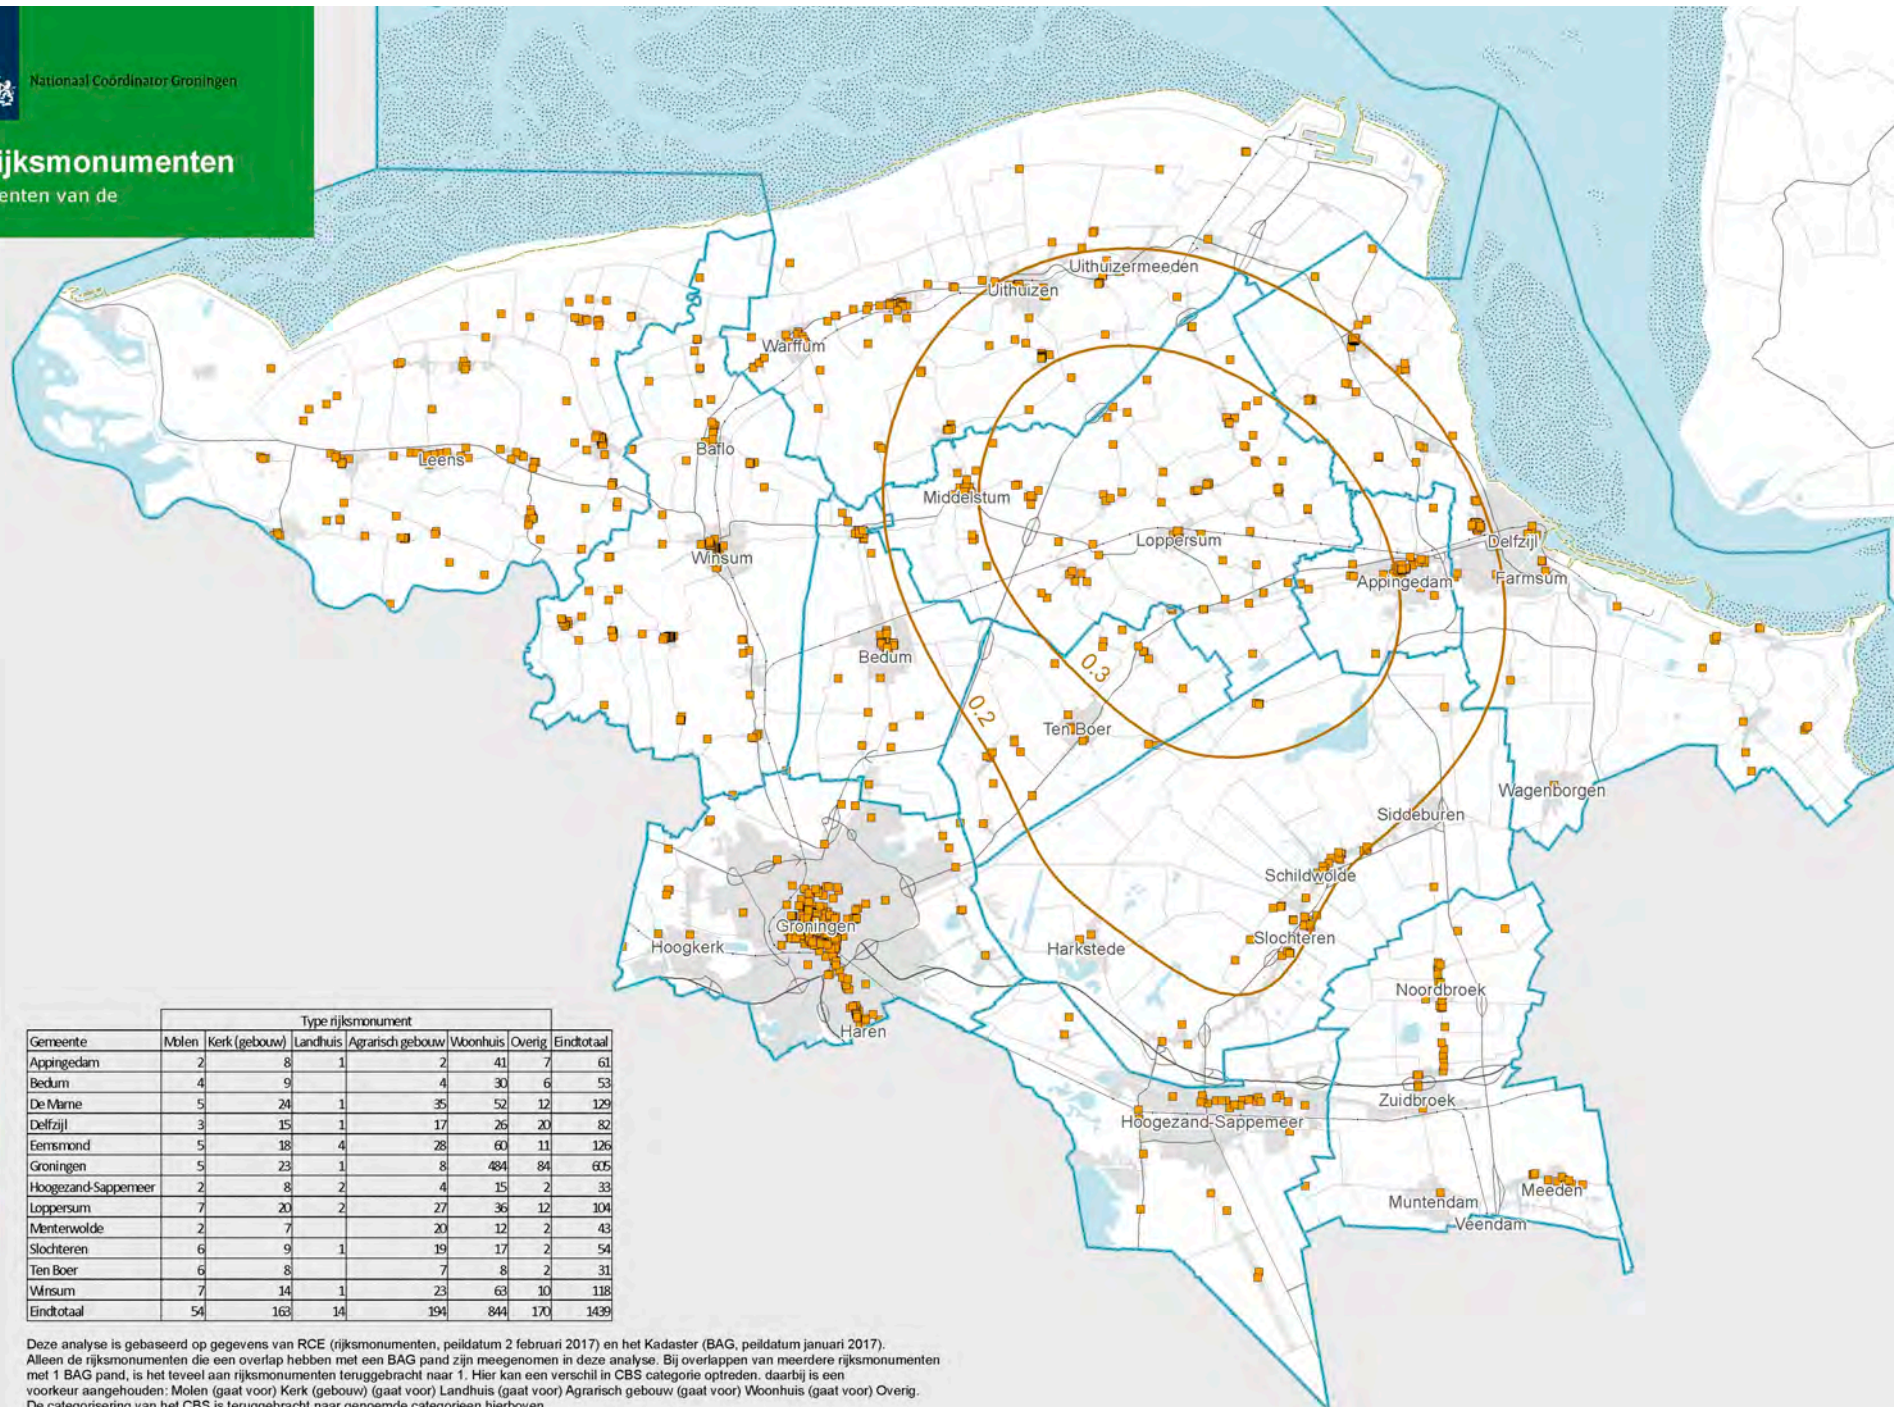 Nationaal Coördinator Groningen
ijksmonumenten
enten van de
Uithuizermeeden
Uithuizen
Warffum
Baflo
Leens
Middelstum
Loppersum
Winsum
Delfzijl
Appingedam
Farmsum
Bedum
0.3
0.2
Ten Boer
Wagenborgen
Siddeburen
Schildwolde
Groningen
Slochteren
Hoogkerk
Harkstede
Noordbroek
Haren
Zuidbroek
Hoogezand-Sappemeer
Meeden
Muntendam
Veendam
Type rijksmonument
Gemeente Molen Kerk (gebouw) Landhuis Agrarisch gebouw Woonhuis Overig Eindtotaal
Appingedam 2 8 1 2 41 7 61
Bedum 4 9 4 30 6 53
De Marne 5 24 1 35 52 12 129
Delfzijl 3 15 1 17 26 20 82
Eemsmond 5 18 4 28 60 11 126
Groningen 5 23 1 8 484 84 605
Hoogezand-Sappemeer 2 8 2 4 15 2 33
Loppersum 7 20 2 27 36 12 104
Menterwolde 2 7 20 12 2 43
Slochteren 6 9 1 19 17 2 54
Ten Boer 6 8 7 8 2 31
Winsum 7 14 1 23 63 10 118
Eindtotaal 54 163 14 194 844 170 1439
Deze analyse is gebaseerd op gegevens van RCE (rijksmonumenten, peildatum 2 februari 2017) en het Kadaster (BAG, peildatum januari 2017).
Alleen de rijksmonumenten die een overlap hebben met een BAG pand zijn meegenomen in deze analyse. Bij overlappen van meerdere rijksmonumenten
met 1 BAG pand, is het teveel aan rijksmonumenten teruggebracht naar 1. Hier kan een verschil in CBS categorie optreden. daarbij is een
voorkeur aangehouden: Molen (gaat voor) Kerk (gebouw) (gaat voor) Landhuis (gaat voor) Agrarisch gebouw (gaat voor) Woonhuis (gaat voor) Overig.
De categorisering van het CBS is teruggebracht naar genoemde categorieen hierboven